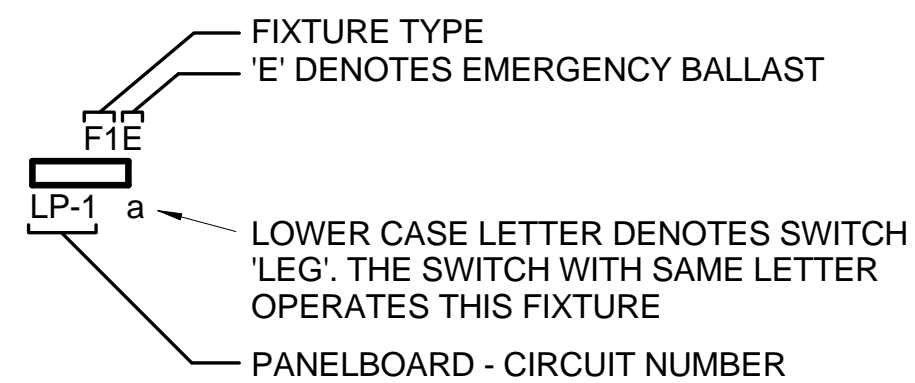 FIXTURE TYPE
'E' DENOTES EMERGENCY BALLAST
F1E
LP-1 a
LOWER CASE LETTER DENOTES SWITCH
'LEG'. THE SWITCH WITH SAME LETTER
OPERATES THIS FIXTURE
PANELBOARD - CIRCUIT NUMBER